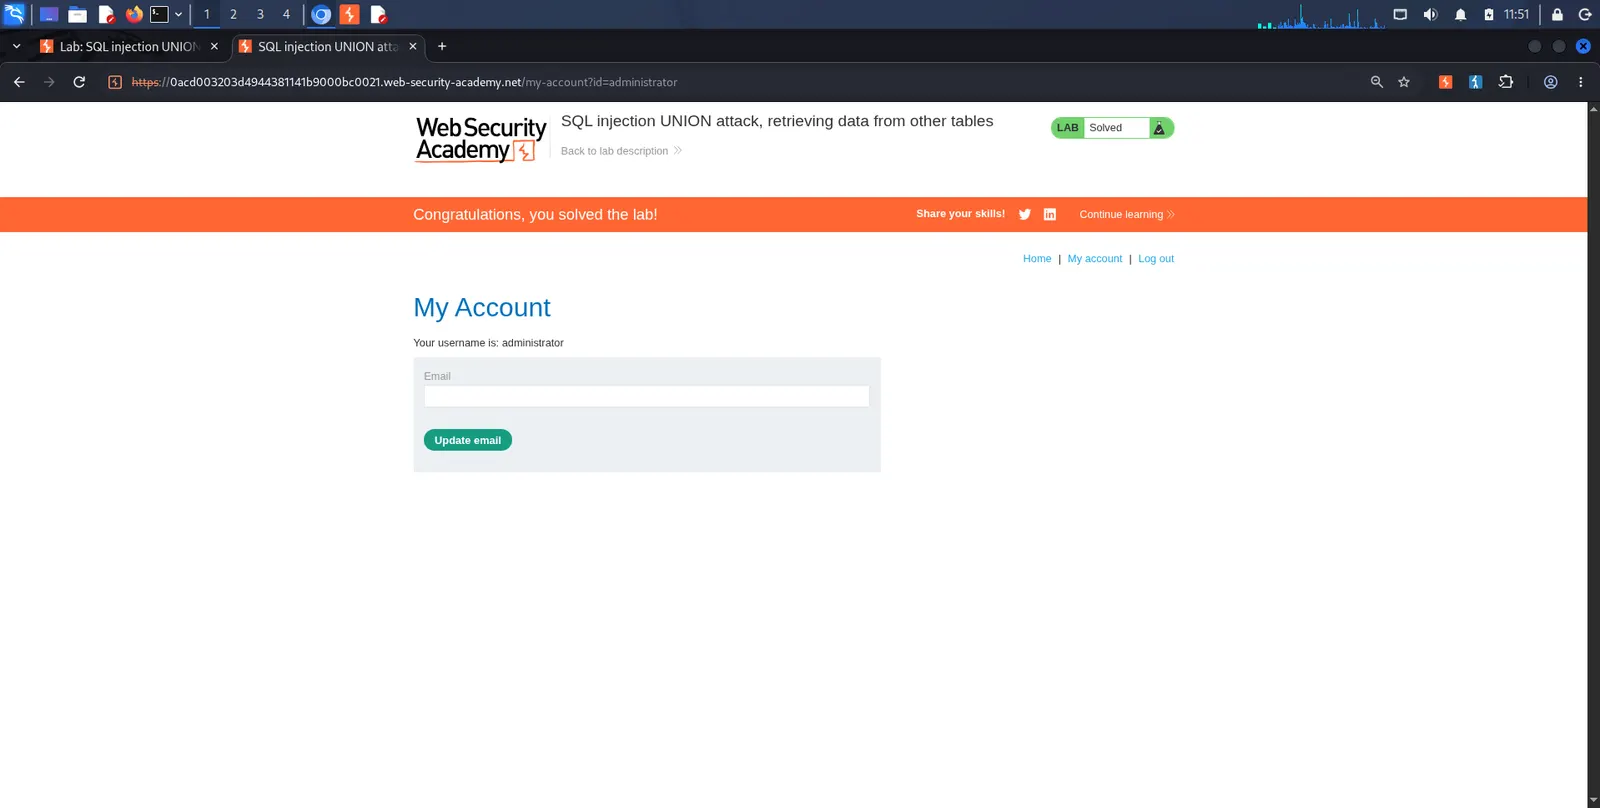 1 2 3 4 11:51
Lab: SQL injection UNION
SQL injection UNION atta
https://0acd003203d4944381141b9000bc0021.web-security-academy.net/my-account?id=administrator
Web Security Academy
SQL injection UNION attack, retrieving data from other tables
Back to lab description
LAB Solved
Congratulations, you solved the lab!
Share your skills! Continue learning
Home | My account | Log out
My Account
Your username is: administrator
Email
Update email